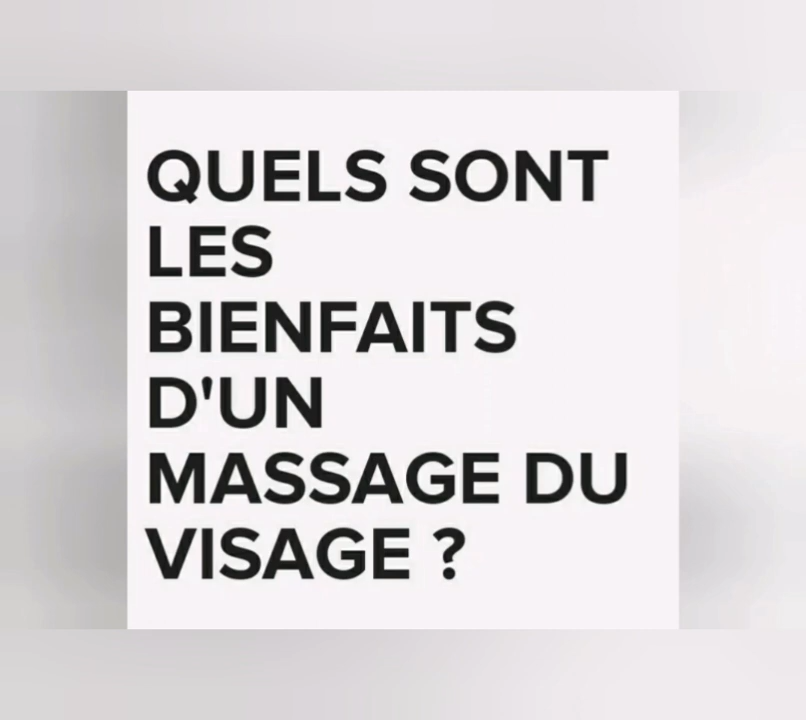 QUELS SONT
LES
BIENFAITS
D'UN
MASSAGE DU
VISAGE ?